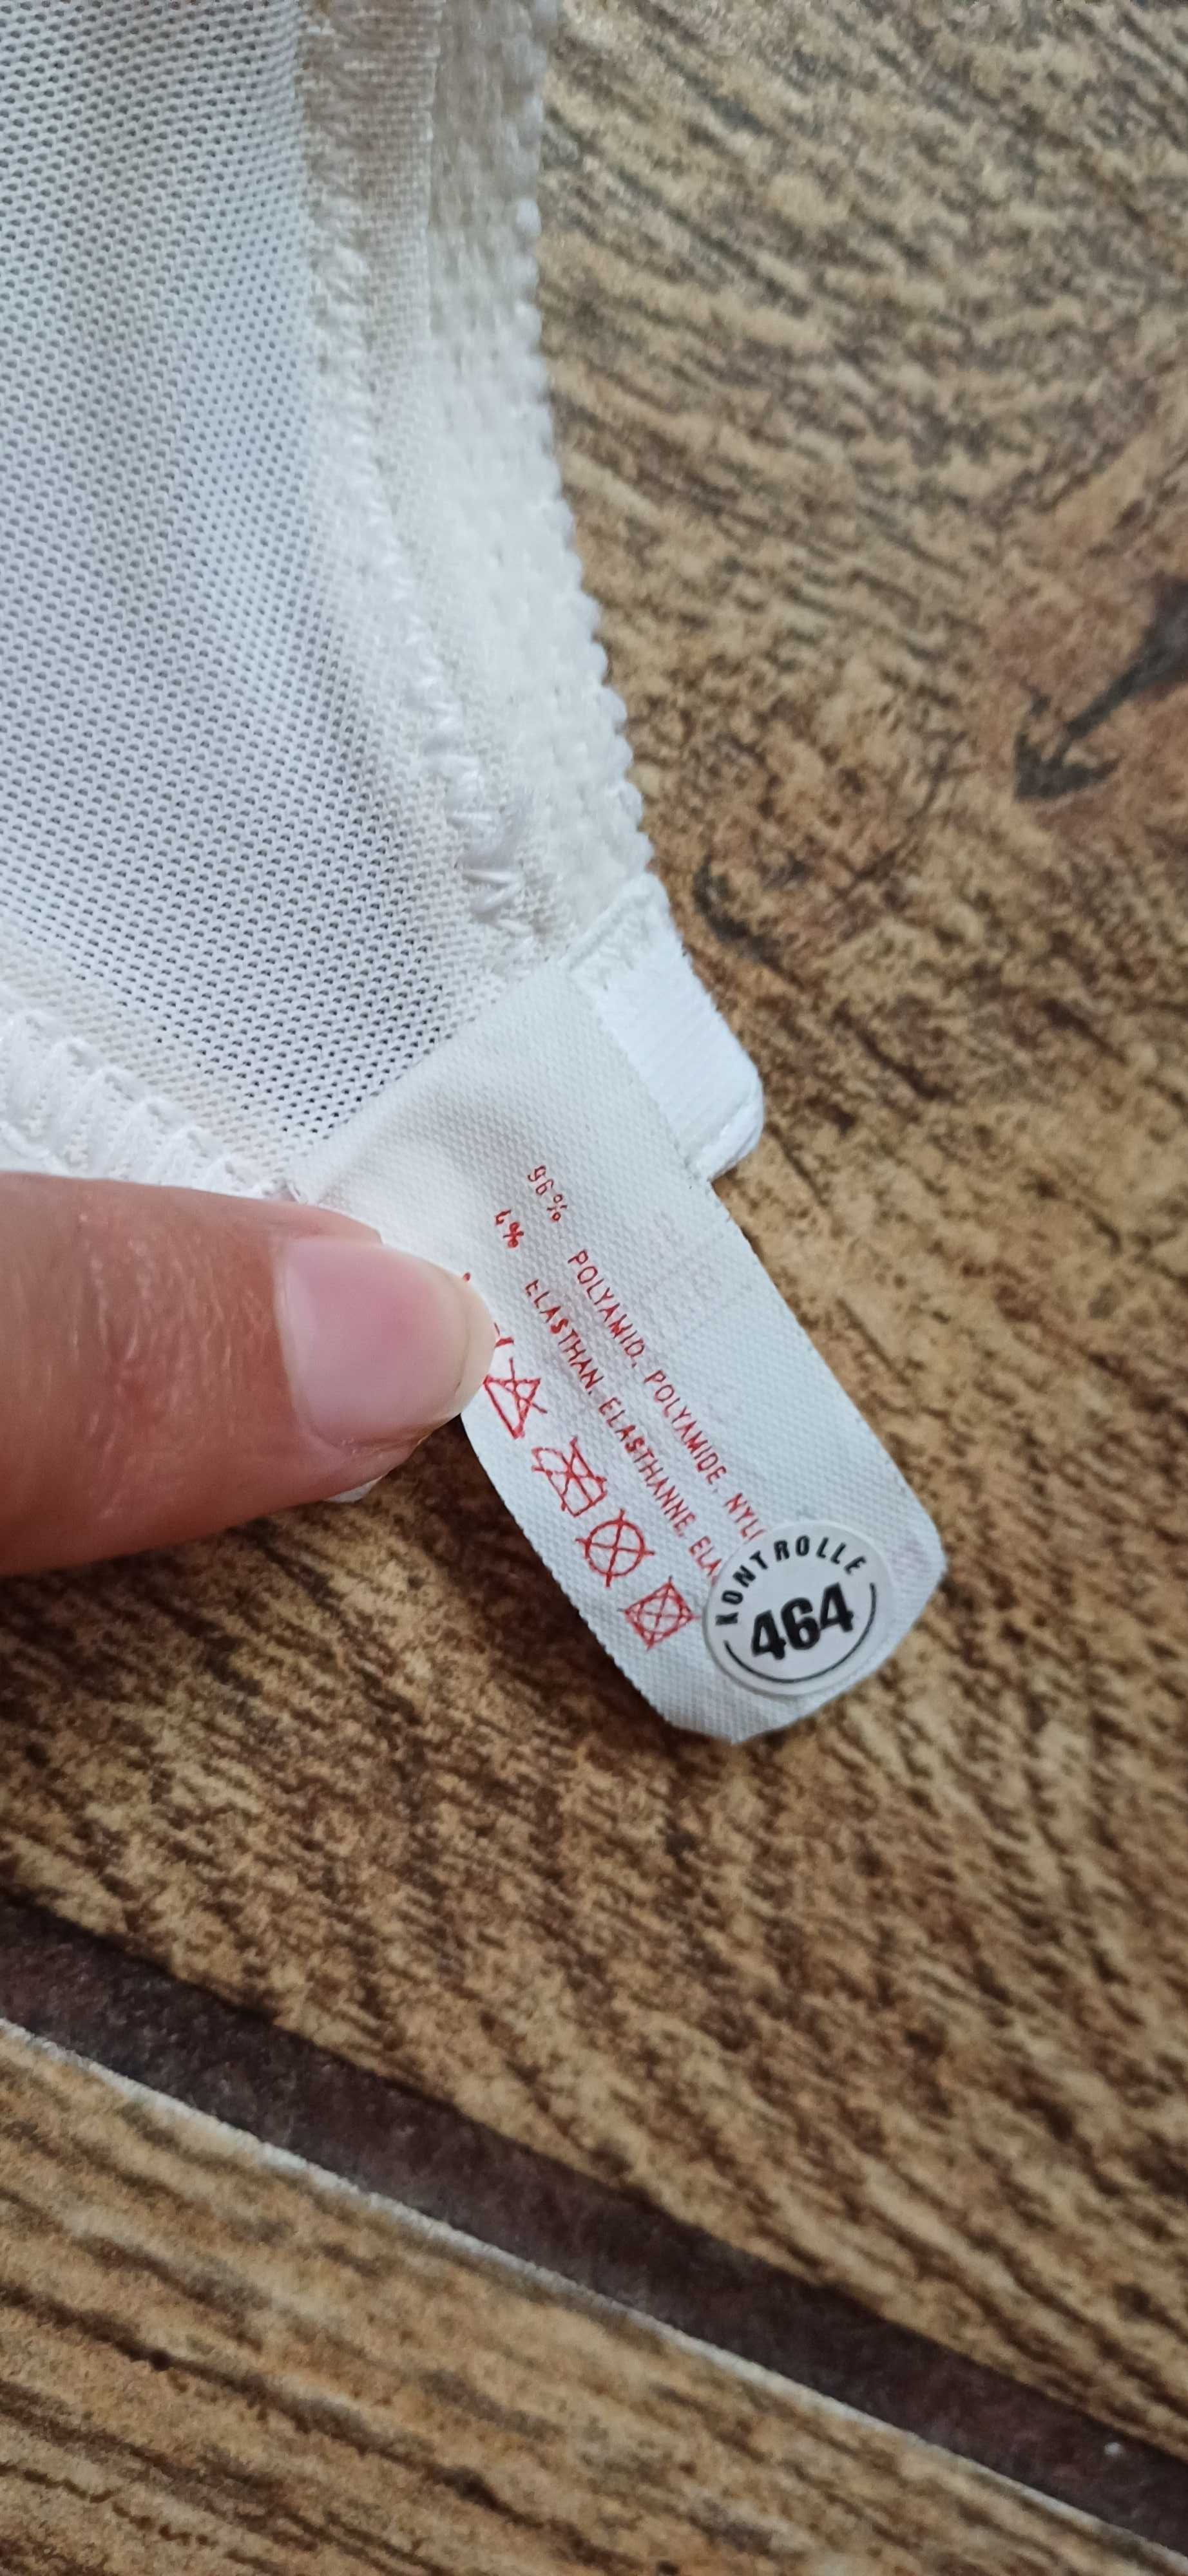 96% POLYAMID. POLYAMIDE. NYL
4% ELASTHAN. ELASTHANNE, ELA
KONTROLLE
464